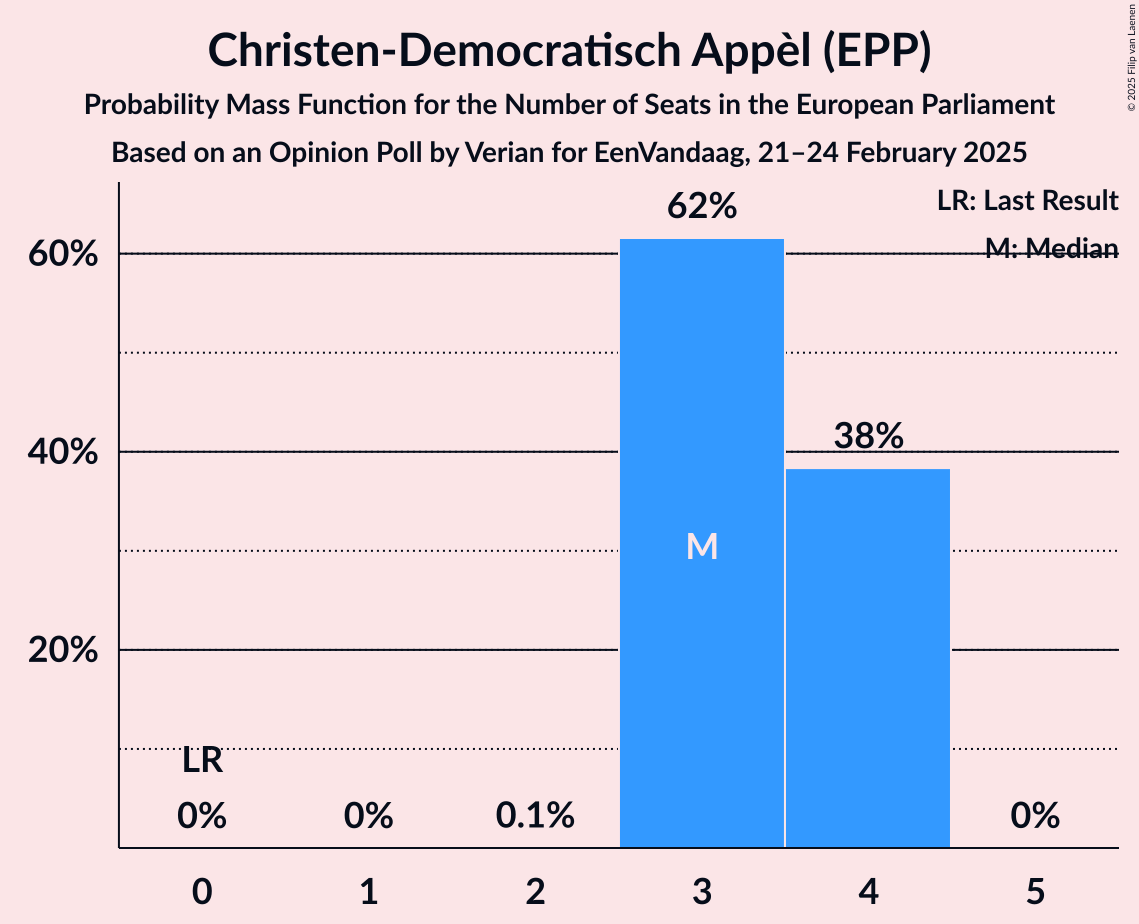 Christen-Democratisch Appèl (EPP)
Probability Mass Function for the Number of Seats in the European Parliament
Based on an Opinion Poll by Verian for EenVandaag, 21–24 February 2025
© 2025 Filip van Laenen
LR: Last Result
M: Median
60%
40%
20%
62%
38%
M
LR
0%
0%
0.1%
0%
0
1
2
3
4
5